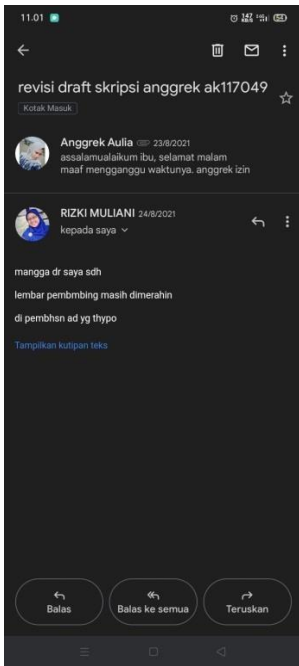 11.01
revisi draft skripsi anggrek ak117049
Kotak Masuk
Anggrek Aulia 23/8/2021
assalamualaikum ibu, selamat malam
maaf mengganggu waktunya. anggrek izin
RIZKI MULIANI 24/8/2021
kepada saya
mangga dr saya sdh
lembar pembmbing masih dimerahin
di pembhsn ad yg thypo
Tampilkan kutipan teks
Balas
Balas ke semua
Teruskan